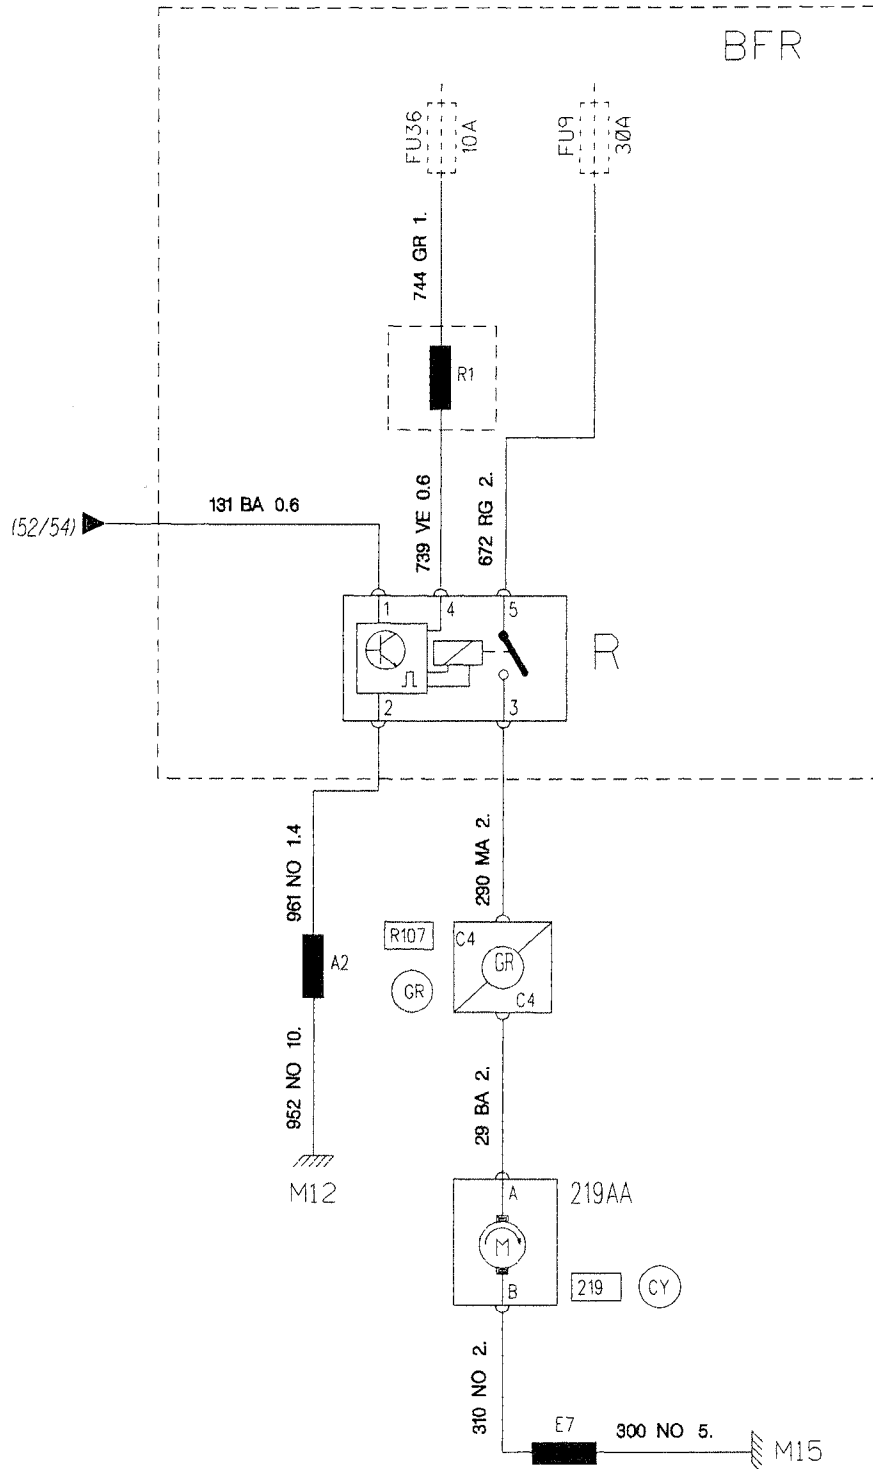 BFR
FU36
10A
FU9
30A
744 GR 1.
R1
131 BA 0.6
(52/54)
739 VE 0.6
672 RG 2.
1
4
5
R
2
3
961 NO 1.4
290 MA 2.
R107
C4
GR
GR
C4
A2
952 NO 10.
29 BA 2.
M12
A
219AA
M
B
219
CY
310 NO 2.
E7
300 NO 5.
M15